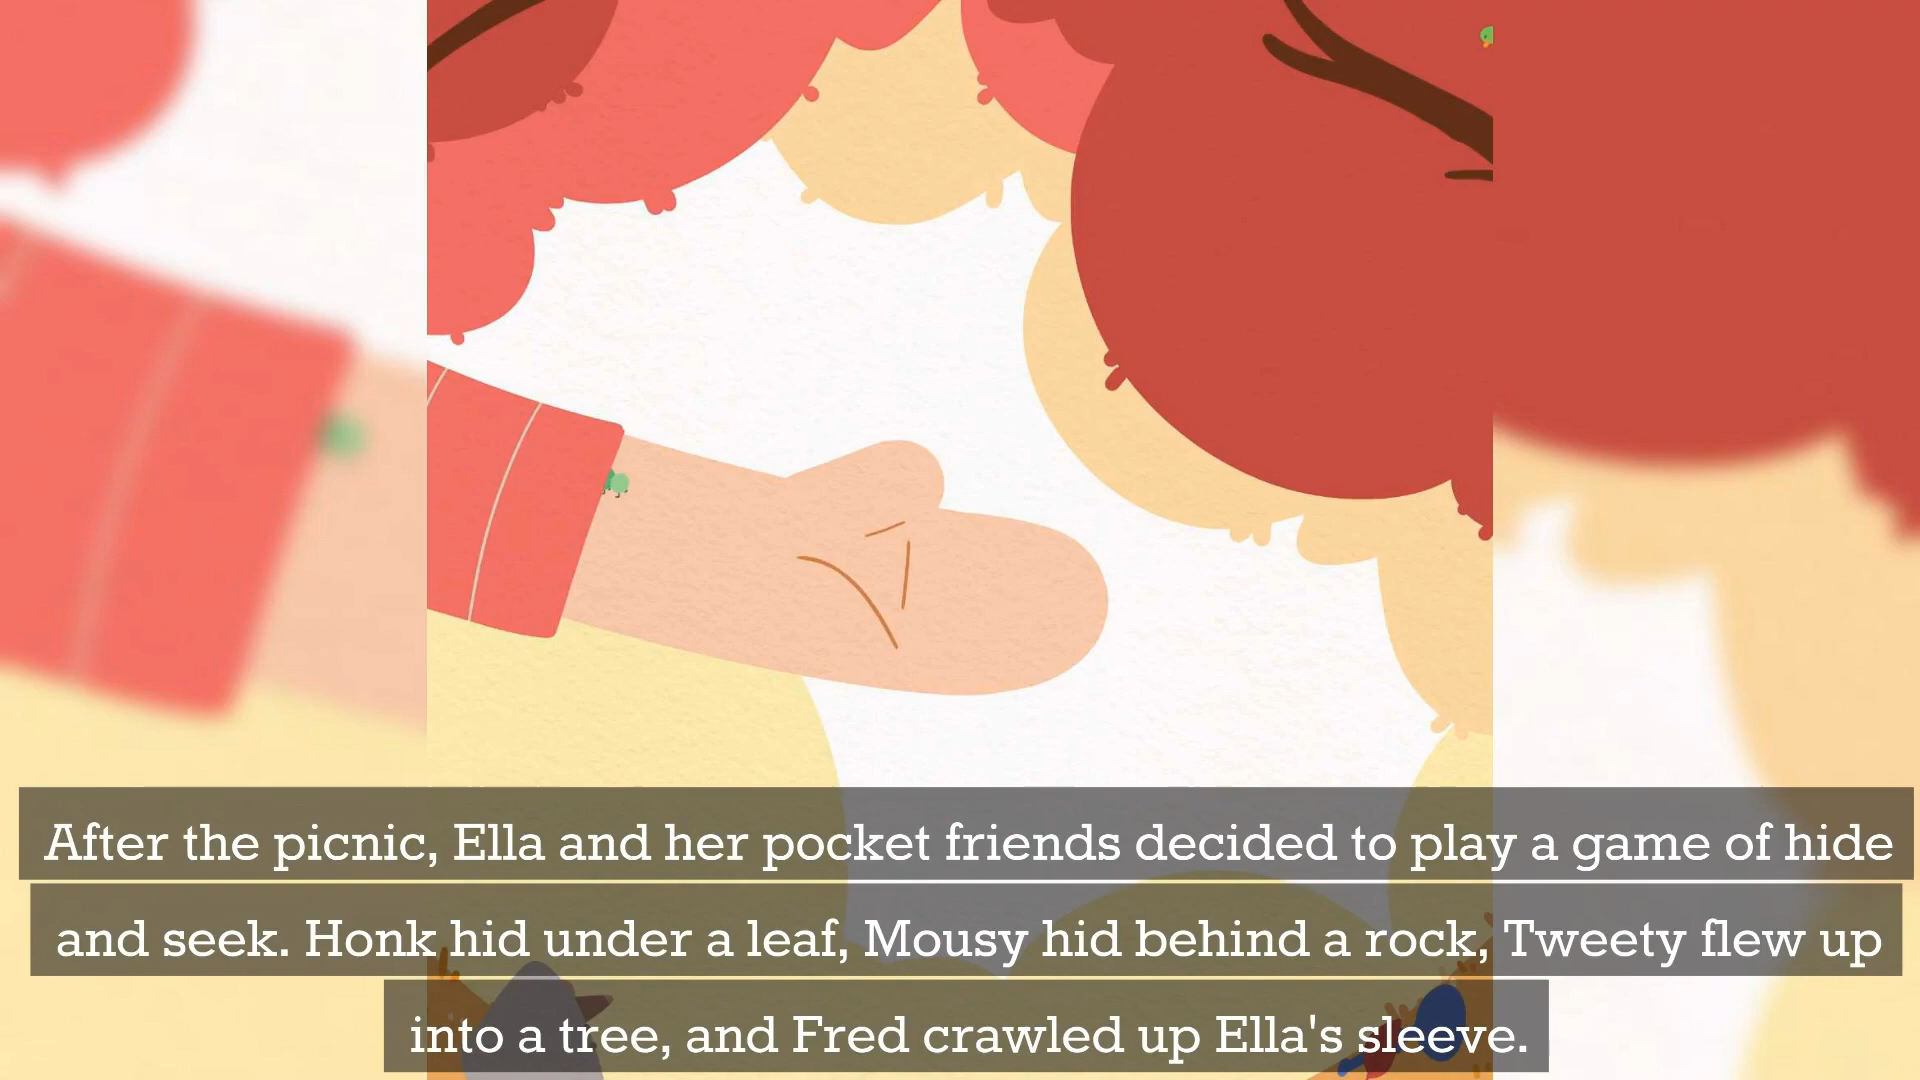 After the picnic, Ella and her pocket friends decided to play a game of hide
and seek. Honk hid under a leaf, Mousy hid behind a rock, Tweety flew up
into a tree, and Fred crawled up Ella's sleeve.